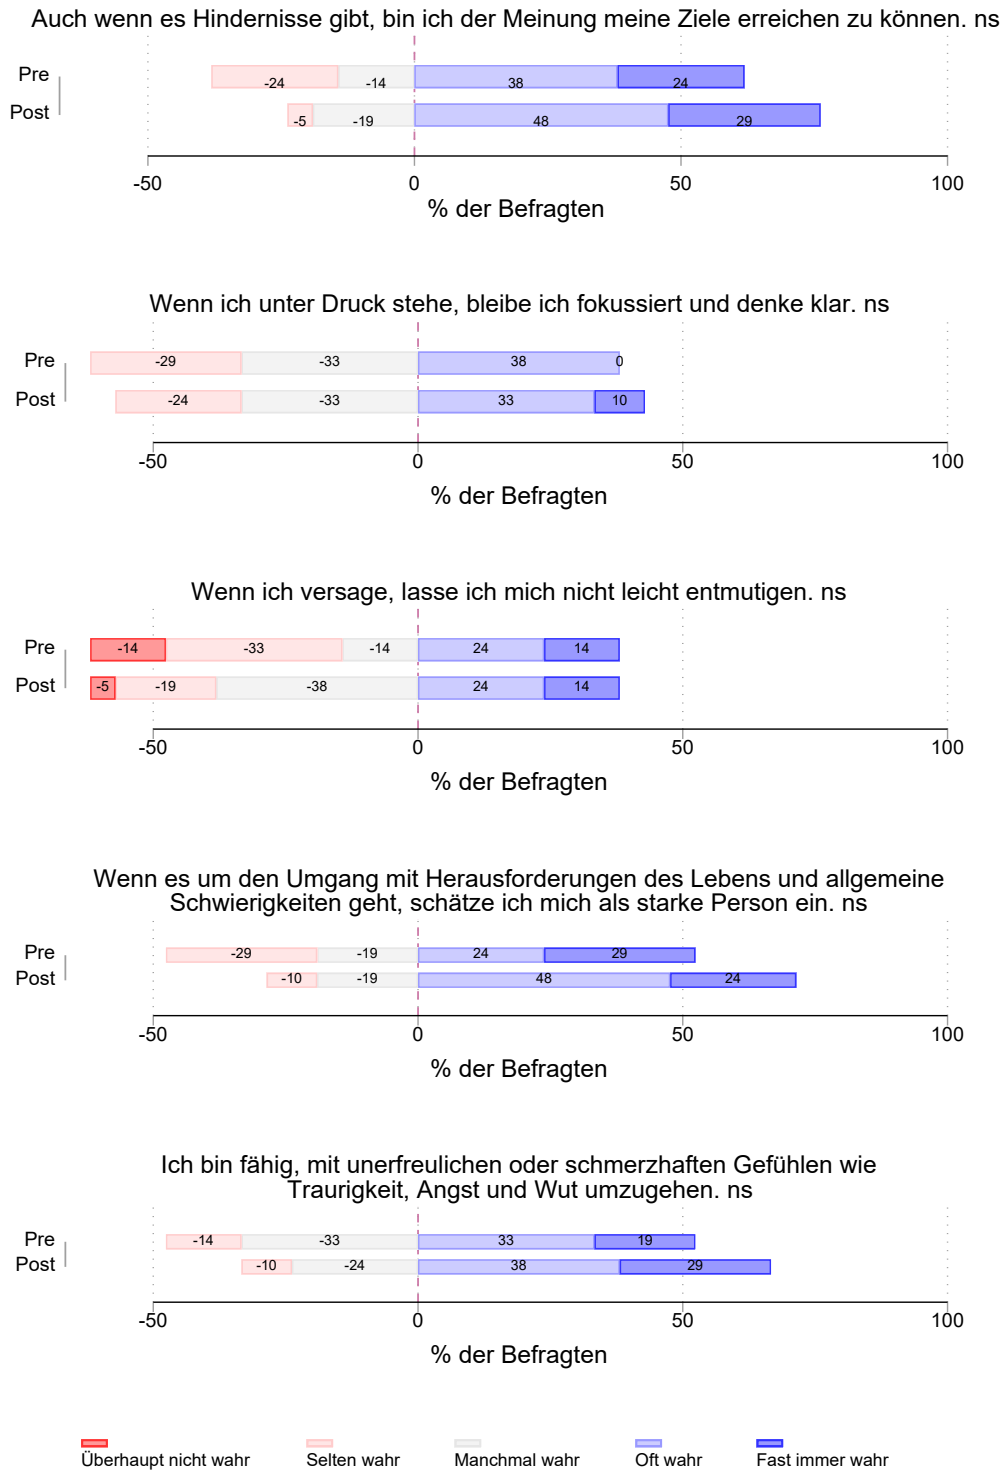 Auch wenn es Hindernisse gibt, bin ich der Meinung meine Ziele erreichen zu können. ns
Pre
-24 -14 38 24
Post
-5 -19 48 29
-50 0 50 100
% der Befragten
Wenn ich unter Druck stehe, bleibe ich fokussiert und denke klar. ns
Pre
-29 -33 38 0
Post
-24 -33 33 10
-50 0 50 100
% der Befragten
Wenn ich versage, lasse ich mich nicht leicht entmutigen. ns
Pre
-14 -33 -14 24 14
Post
-5 -19 -38 24 14
-50 0 50 100
% der Befragten
Wenn es um den Umgang mit Herausforderungen des Lebens und allgemeine
Schwierigkeiten geht, schätze ich mich als starke Person ein. ns
Pre
-29 -19 24 29
Post
-10 -19 48 24
-50 0 50 100
% der Befragten
Ich bin fähig, mit unerfreulichen oder schmerzhaften Gefühlen wie
Traurigkeit, Angst und Wut umzugehen. ns
Pre
-14 -33 33 19
Post
-10 -24 38 29
-50 0 50 100
% der Befragten
Überhaupt nicht wahr Selten wahr Manchmal wahr Oft wahr Fast immer wahr